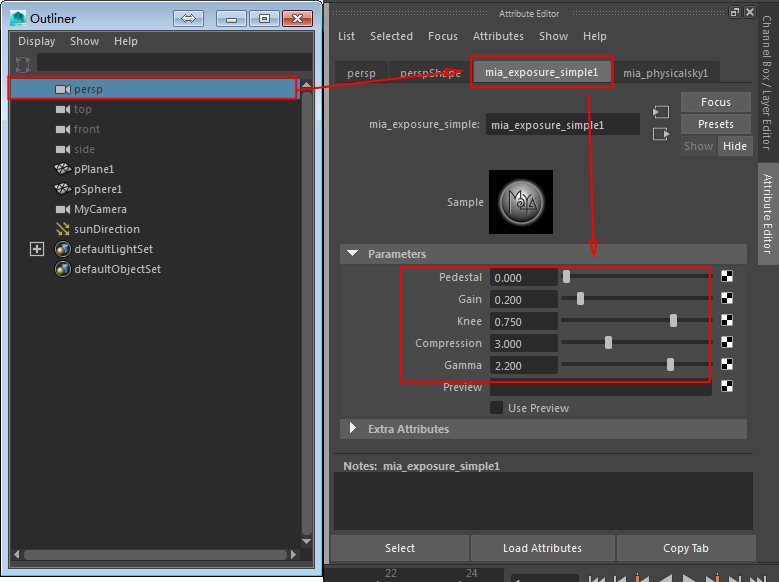 Outliner
Display Show Help
persp
top
front
side
pPlane1
pSphere1
MyCamera
sunDirection
defaultLightSet
defaultObjectSet
Attribute Editor
List Selected Focus Attributes Show Help
persp perspShape mia_exposure_simple1 mia_physicalsky1
mia_exposure_simple: mia_exposure_simple1
Focus
Presets
Show Hide
Sample
MAYA
Parameters
Pedestal 0.000
Gain 0.200
Knee 0.750
Compression 3.000
Gamma 2.200
Preview
Use Preview
Extra Attributes
Notes: mia_exposure_simple1
Select Load Attributes Copy Tab
22 24
Channel Box / Layer Editor
Attribute Editor